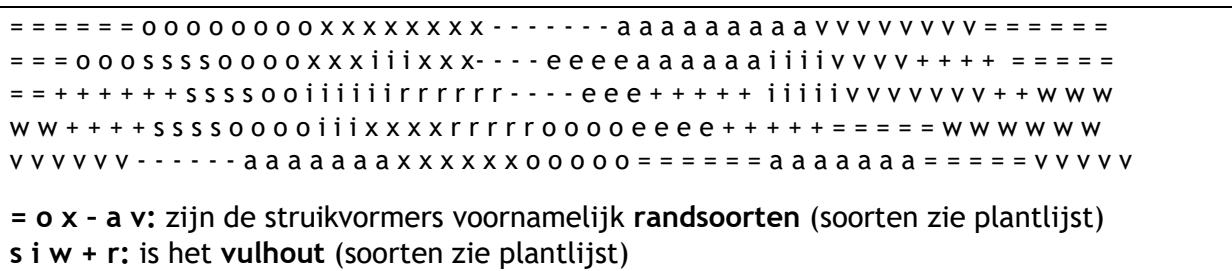 = = = = = = o o o o o o o o x x x x x x x x - - - - - - - a a a a a a a a a v v v v v v v v = = = = = =
= = = o o o s s s s o o o o x x x i i i x x x - - - - e e e e a a a a a a a i i i i v v v v + + + + = = = = =
= = + + + + + + s s s s o o i i i i i i r r r r r r - - - - e e e + + + + + i i i i i v v v v v v v + + w w w
w w + + + + s s s s o o o o i i i x x x x r r r r r o o o o e e e e + + + + + = = = = = w w w w w w
v v v v v v - - - - - - a a a a a a a x x x x x x x o o o o o = = = = = = a a a a a a a = = = = = v v v v v
= o x – a v: zijn de struikvormers voornamelijk randsoorten (soorten zie plantlijst)
s i w + r: is het vulhout (soorten zie plantlijst)